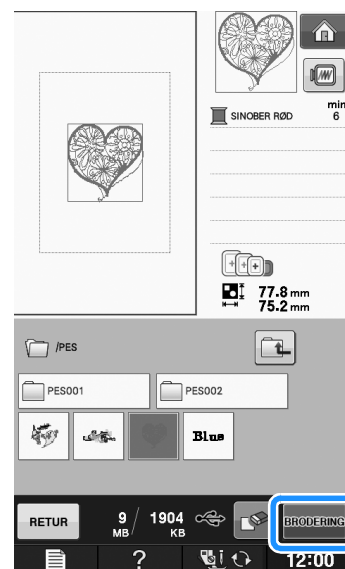 min
SINOBER RØD 6
77.8 mm
75.2 mm
/PES
PES001 PES002
Blue
RETUR 9 MB / 1904 KB BRODERING
? 12:00